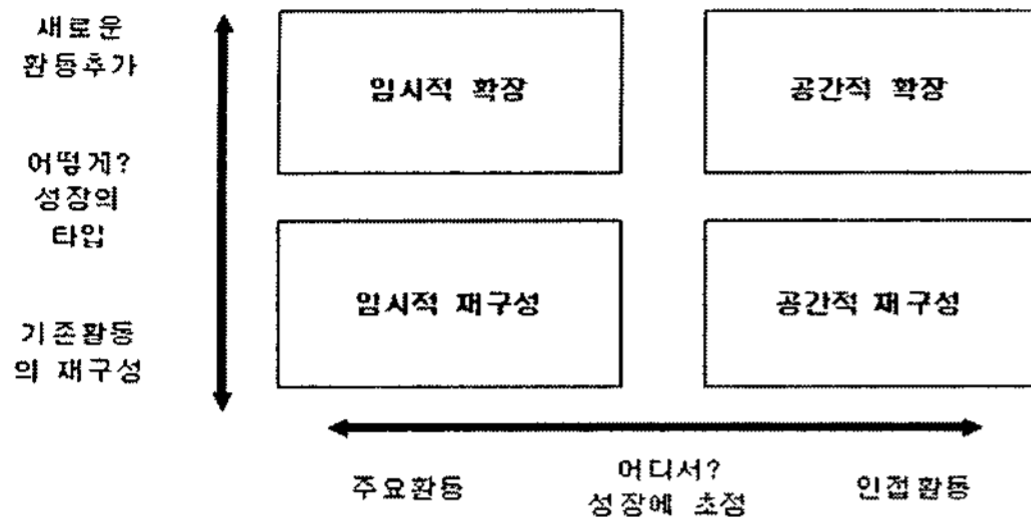 새로운
활동추가
임시적 확장
공간적 확장
어떻게?
성장의
타입
임시적 재구성
공간적 재구성
기존활동
의 재구성
주요활동
어디서?
성장에 초점
인접활동